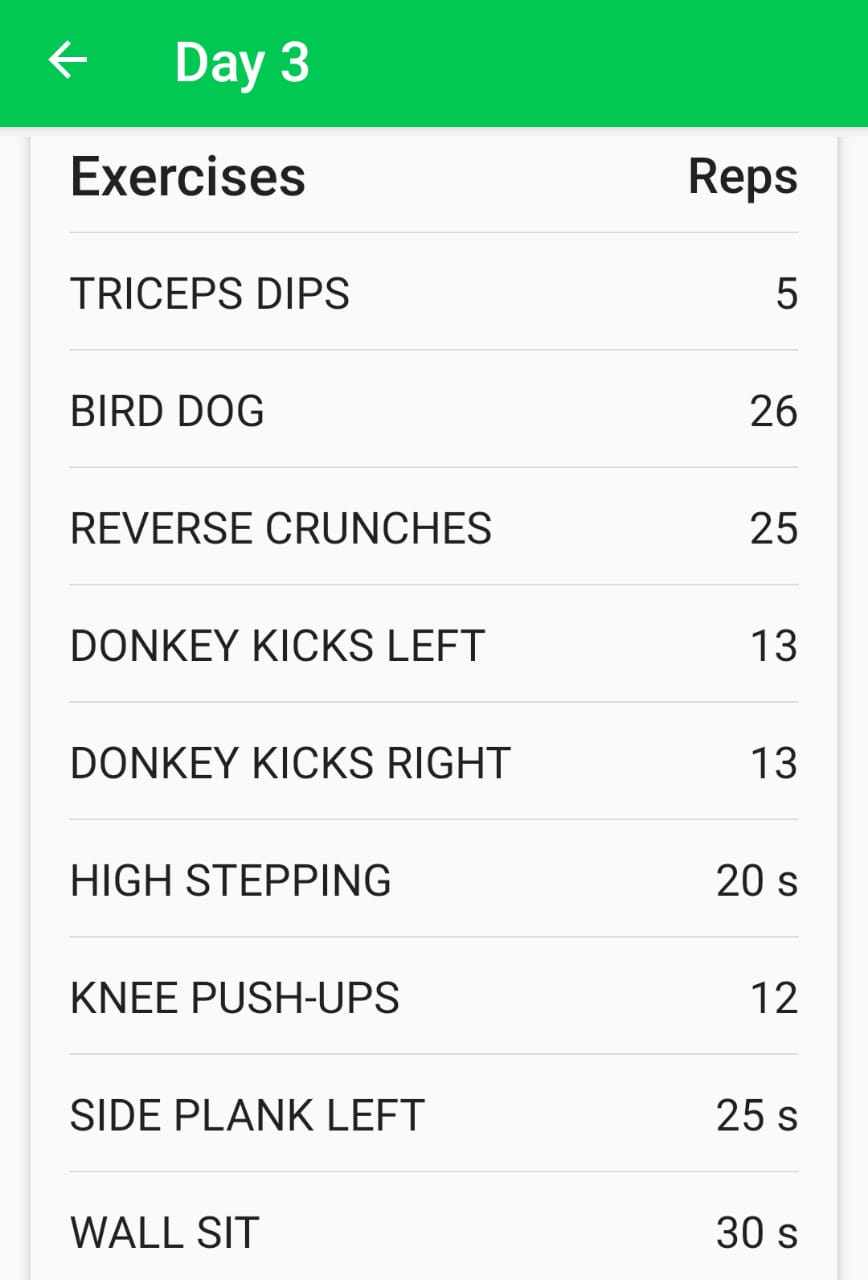 Day 3
Exercises Reps
TRICEPS DIPS 5
BIRD DOG 26
REVERSE CRUNCHES 25
DONKEY KICKS LEFT 13
DONKEY KICKS RIGHT 13
HIGH STEPPING 20 s
KNEE PUSH-UPS 12
SIDE PLANK LEFT 25 s
WALL SIT 30 s